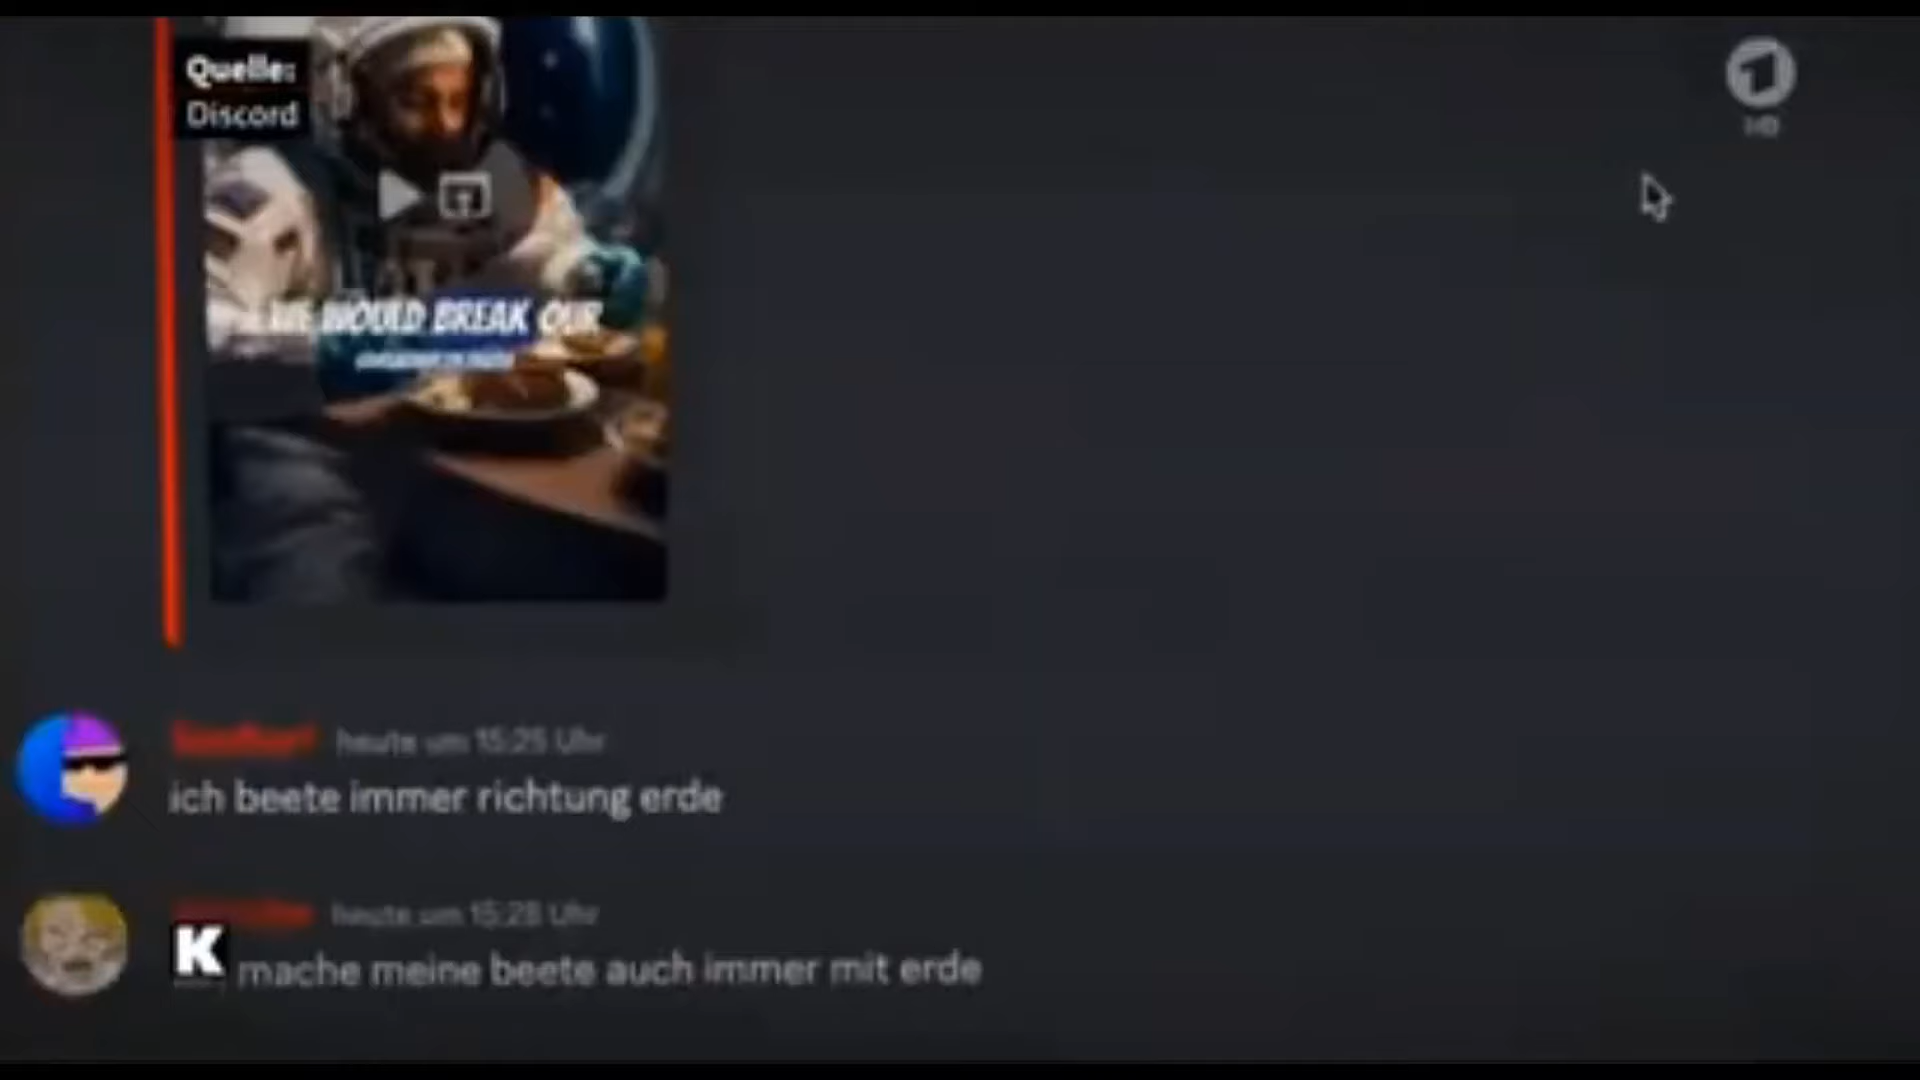 Quelle:
Discord
WE WOULD BREAK OUR
heute um 15:25 Uhr
ich beete immer richtung erde
heute um 15:28 Uhr
K
mache meine beete auch immer mit erde